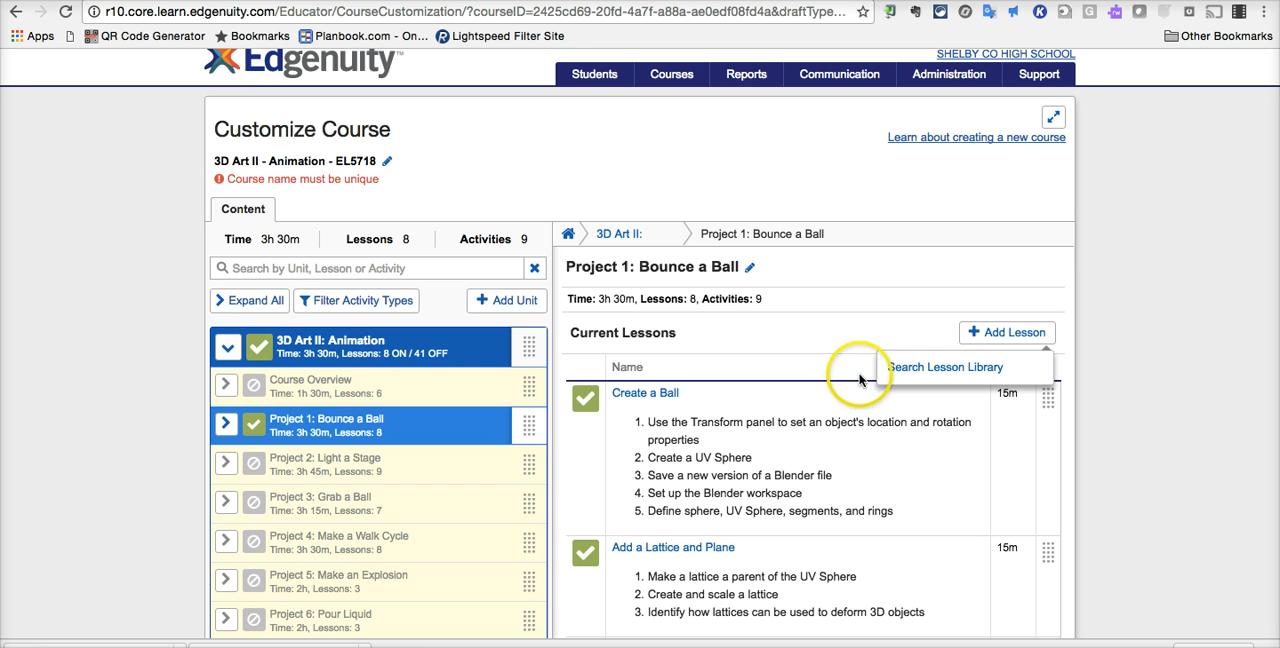 r10.core.learn.edgenuity.com/Educator/CourseCustomization/?courseID=2425cd69-20fd-4a7f-a88a-ae0edf08fd4a&draftType...
Apps QR Code Generator Bookmarks Planbook.com - On... Lightspeed Filter Site Other Bookmarks
Edgenuity™
SHELBY CO HIGH SCHOOL
Students Courses Reports Communication Administration Support
Customize Course
Learn about creating a new course
3D Art II - Animation - EL5718
Course name must be unique
Content
Time 3h 30m Lessons 8 Activities 9
Search by Unit, Lesson or Activity
Expand All Filter Activity Types + Add Unit
3D Art II: Animation
Time: 3h 30m, Lessons: 8 ON / 41 OFF
Course Overview
Time: 1h 30m, Lessons: 6
Project 1: Bounce a Ball
Time: 3h 30m, Lessons: 8
Project 2: Light a Stage
Time: 3h 45m, Lessons: 9
Project 3: Grab a Ball
Time: 3h 15m, Lessons: 7
Project 4: Make a Walk Cycle
Time: 3h 30m, Lessons: 8
Project 5: Make an Explosion
Time: 2h, Lessons: 3
Project 6: Pour Liquid
Time: 2h, Lessons: 3
3D Art II: Project 1: Bounce a Ball
Project 1: Bounce a Ball
Time: 3h 30m, Lessons: 8, Activities: 9
Current Lessons
+ Add Lesson
Search Lesson Library
Name
Create a Ball 15m
1. Use the Transform panel to set an object's location and rotation
properties
2. Create a UV Sphere
3. Save a new version of a Blender file
4. Set up the Blender workspace
5. Define sphere, UV Sphere, segments, and rings
Add a Lattice and Plane 15m
1. Make a lattice a parent of the UV Sphere
2. Create and scale a lattice
3. Identify how lattices can be used to deform 3D objects